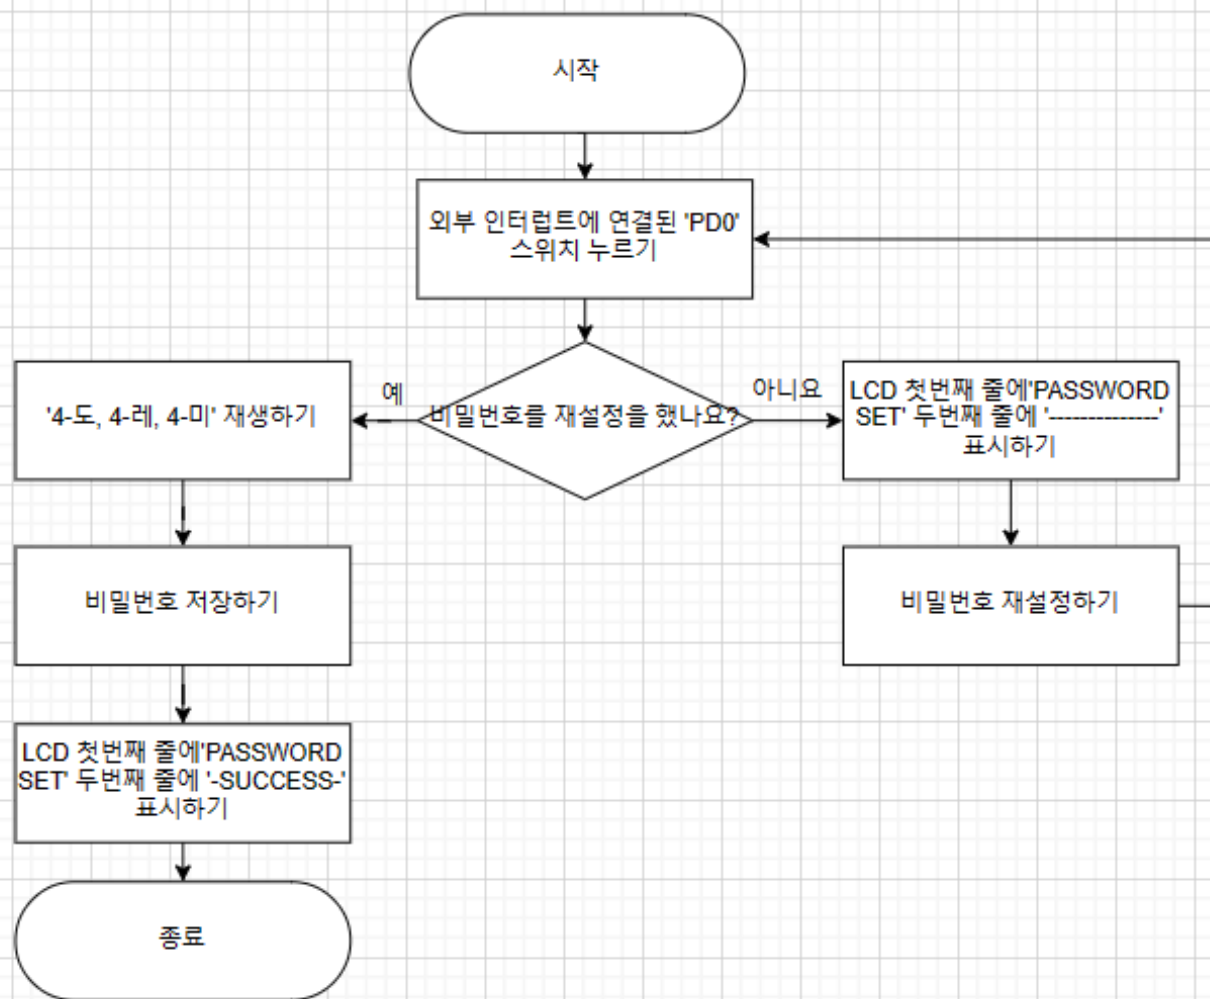 시작
외부 인터럽트에 연결된 'PD0'
스위치 누르기
비밀번호를 재설정을 했나요?
예
아니요
'4-도, 4-레, 4-미' 재생하기
비밀번호 저장하기
LCD 첫번째 줄에'PASSWORD
SET' 두번째 줄에 '-SUCCESS-'
표시하기
종료
LCD 첫번째 줄에'PASSWORD
SET' 두번째 줄에 '--------------'
표시하기
비밀번호 재설정하기